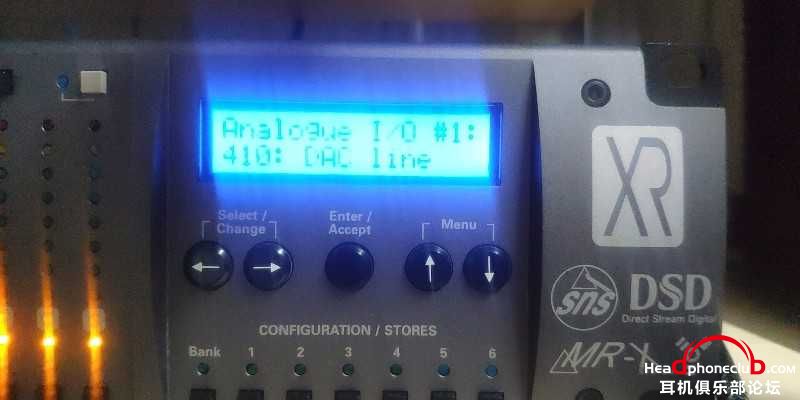 Analogue I/O #1:
410: DAC line
Select /
Change
Enter /
Accept
Menu
XR
SNS
DSD
Direct Stream Digital
CONFIGURATION / STORES
Bank 1 2 3 4 5 6
MR-X
Headphoneclub.com
耳机俱乐部论坛